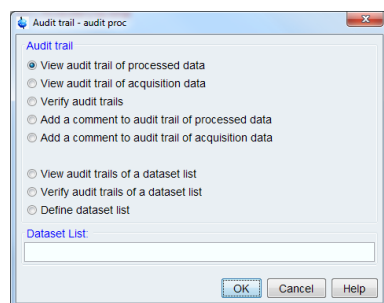 Audit trail - audit proc
Audit trail
View audit trail of processed data
View audit trail of acquisition data
Verify audit trails
Add a comment to audit trail of processed data
Add a comment to audit trail of acquisition data
View audit trails of a dataset list
Verify audit trails of a dataset list
Define dataset list
Dataset List:
OK Cancel Help